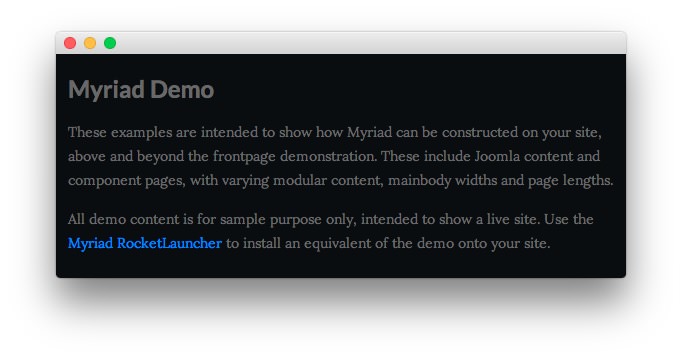 Myriad Demo
These examples are intended to show how Myriad can be constructed on your site,
above and beyond the frontpage demonstration. These include Joomla content and
component pages, with varying modular content, mainbody widths and page lengths.
All demo content is for sample purpose only, intended to show a live site. Use the
Myriad RocketLauncher to install an equivalent of the demo onto your site.